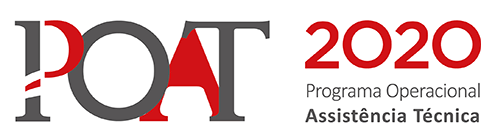 POAT
2020
Programa Operacional
Assistência Técnica